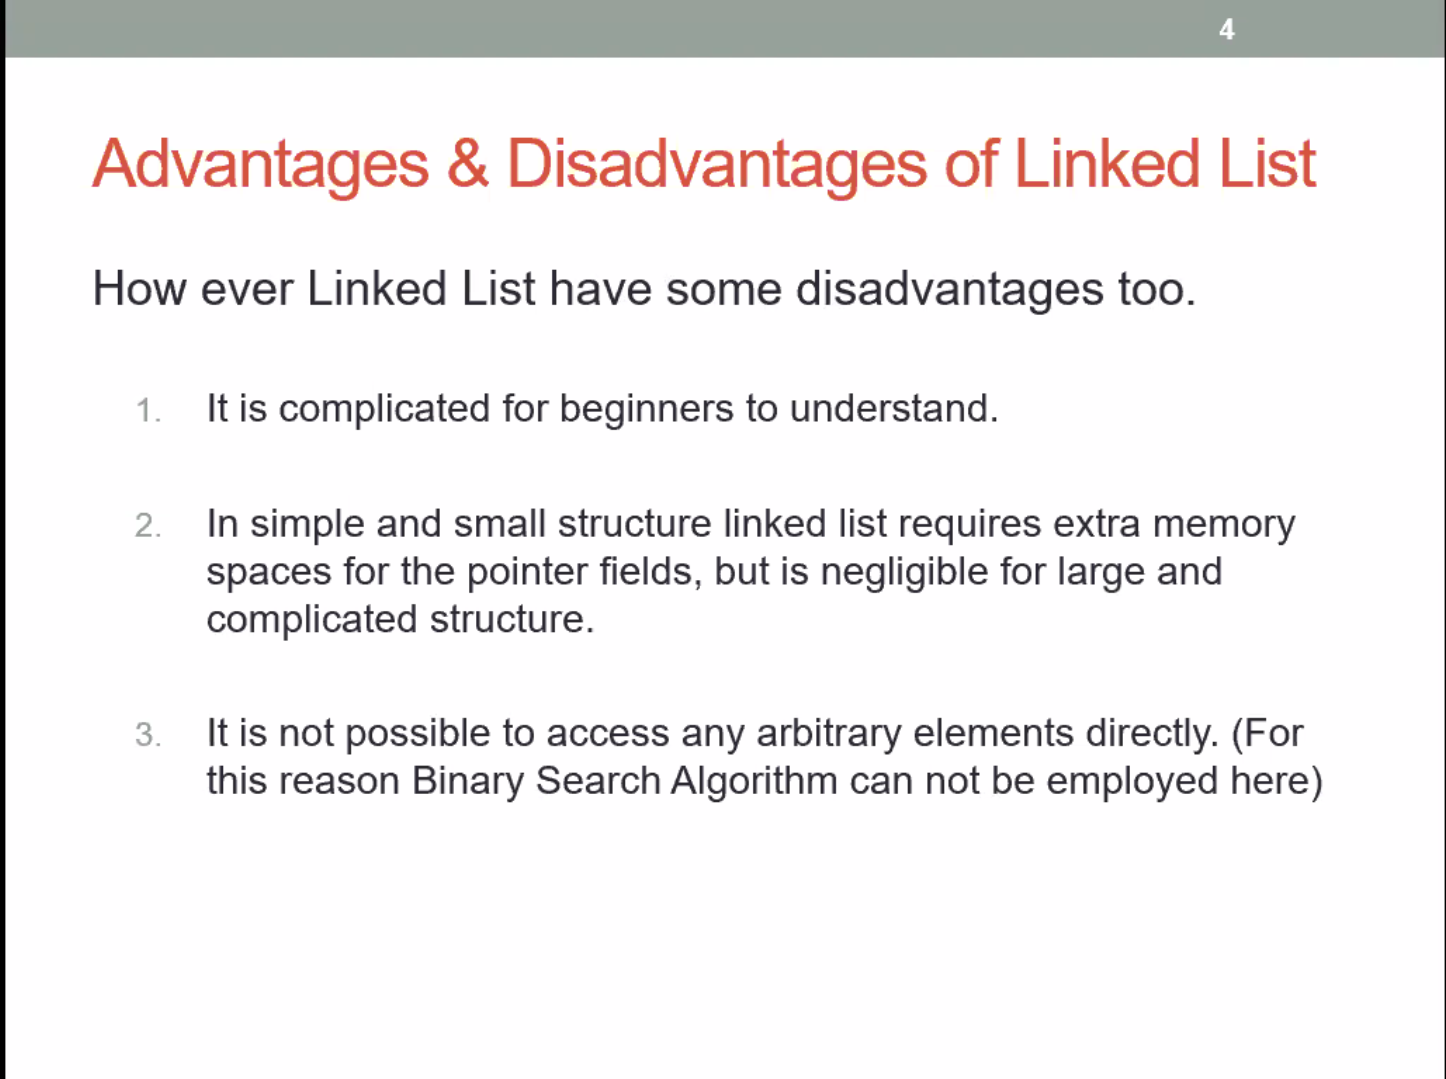 4
Advantages & Disadvantages of Linked List
How ever Linked List have some disadvantages too.
1. It is complicated for beginners to understand.
2. In simple and small structure linked list requires extra memory
spaces for the pointer fields, but is negligible for large and
complicated structure.
3. It is not possible to access any arbitrary elements directly. (For
this reason Binary Search Algorithm can not be employed here)